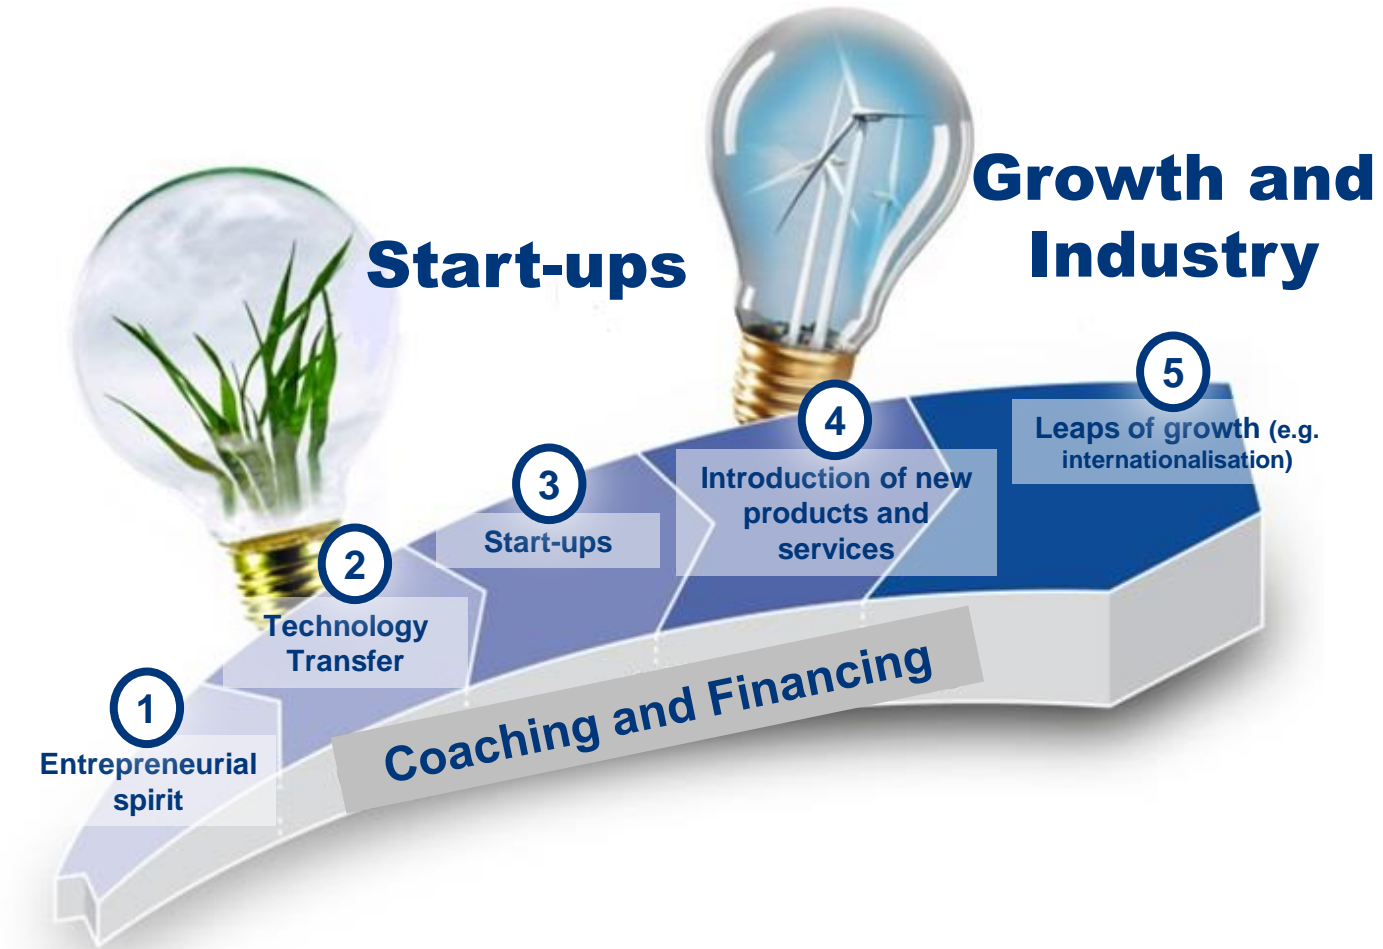 Start-ups
Growth and
Industry
1
Entrepreneurial
spirit
2
Technology
Transfer
3
Start-ups
4
Introduction of new
products and
services
5
Leaps of growth (e.g.
internationalisation)
Coaching and Financing